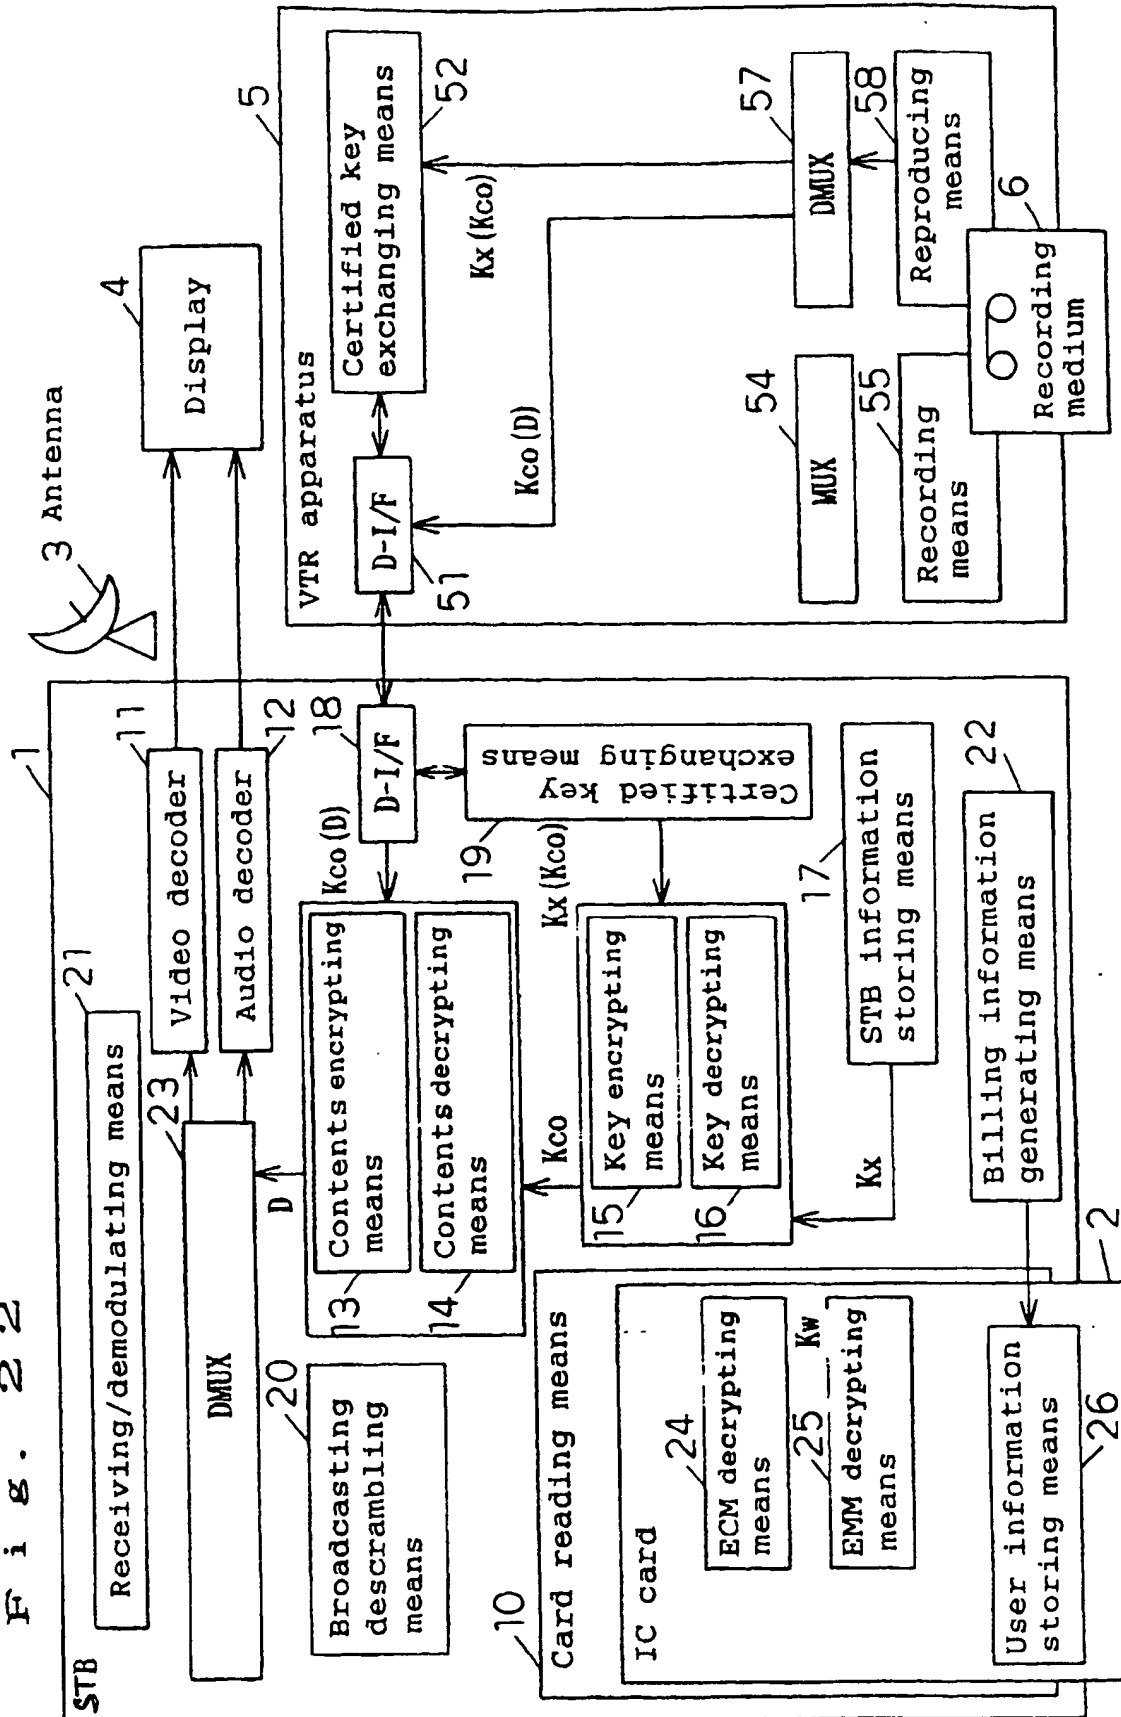 Fig. 22
STB
1
21
Receiving/demodulating means
DMUX
23
11
Video decoder
Audio decoder
12
3 Antenna
4
Display
20
Broadcasting
descrambling
means
D
13
Contents encrypting
means
14
Contents decrypting
means
Kco(D)
18
D-I/F
19
Certified key
exchanging means
Kx(Kco)
Kco
15
Key encrypting
means
16
Key decrypting
means
17
STB information
storing means
Kx
22
Billing information
generating means
10
Card reading means
IC card
24
ECM decrypting
means
25
Kw
EMM decrypting
means
User information
storing means
26
2
5
VTR apparatus
D-I/F
51
Certified key
exchanging means
52
Kx(Kco)
Kco(D)
54
MUX
55
Recording
means
57
DMUX
58
Reproducing
means
6
Recording
medium